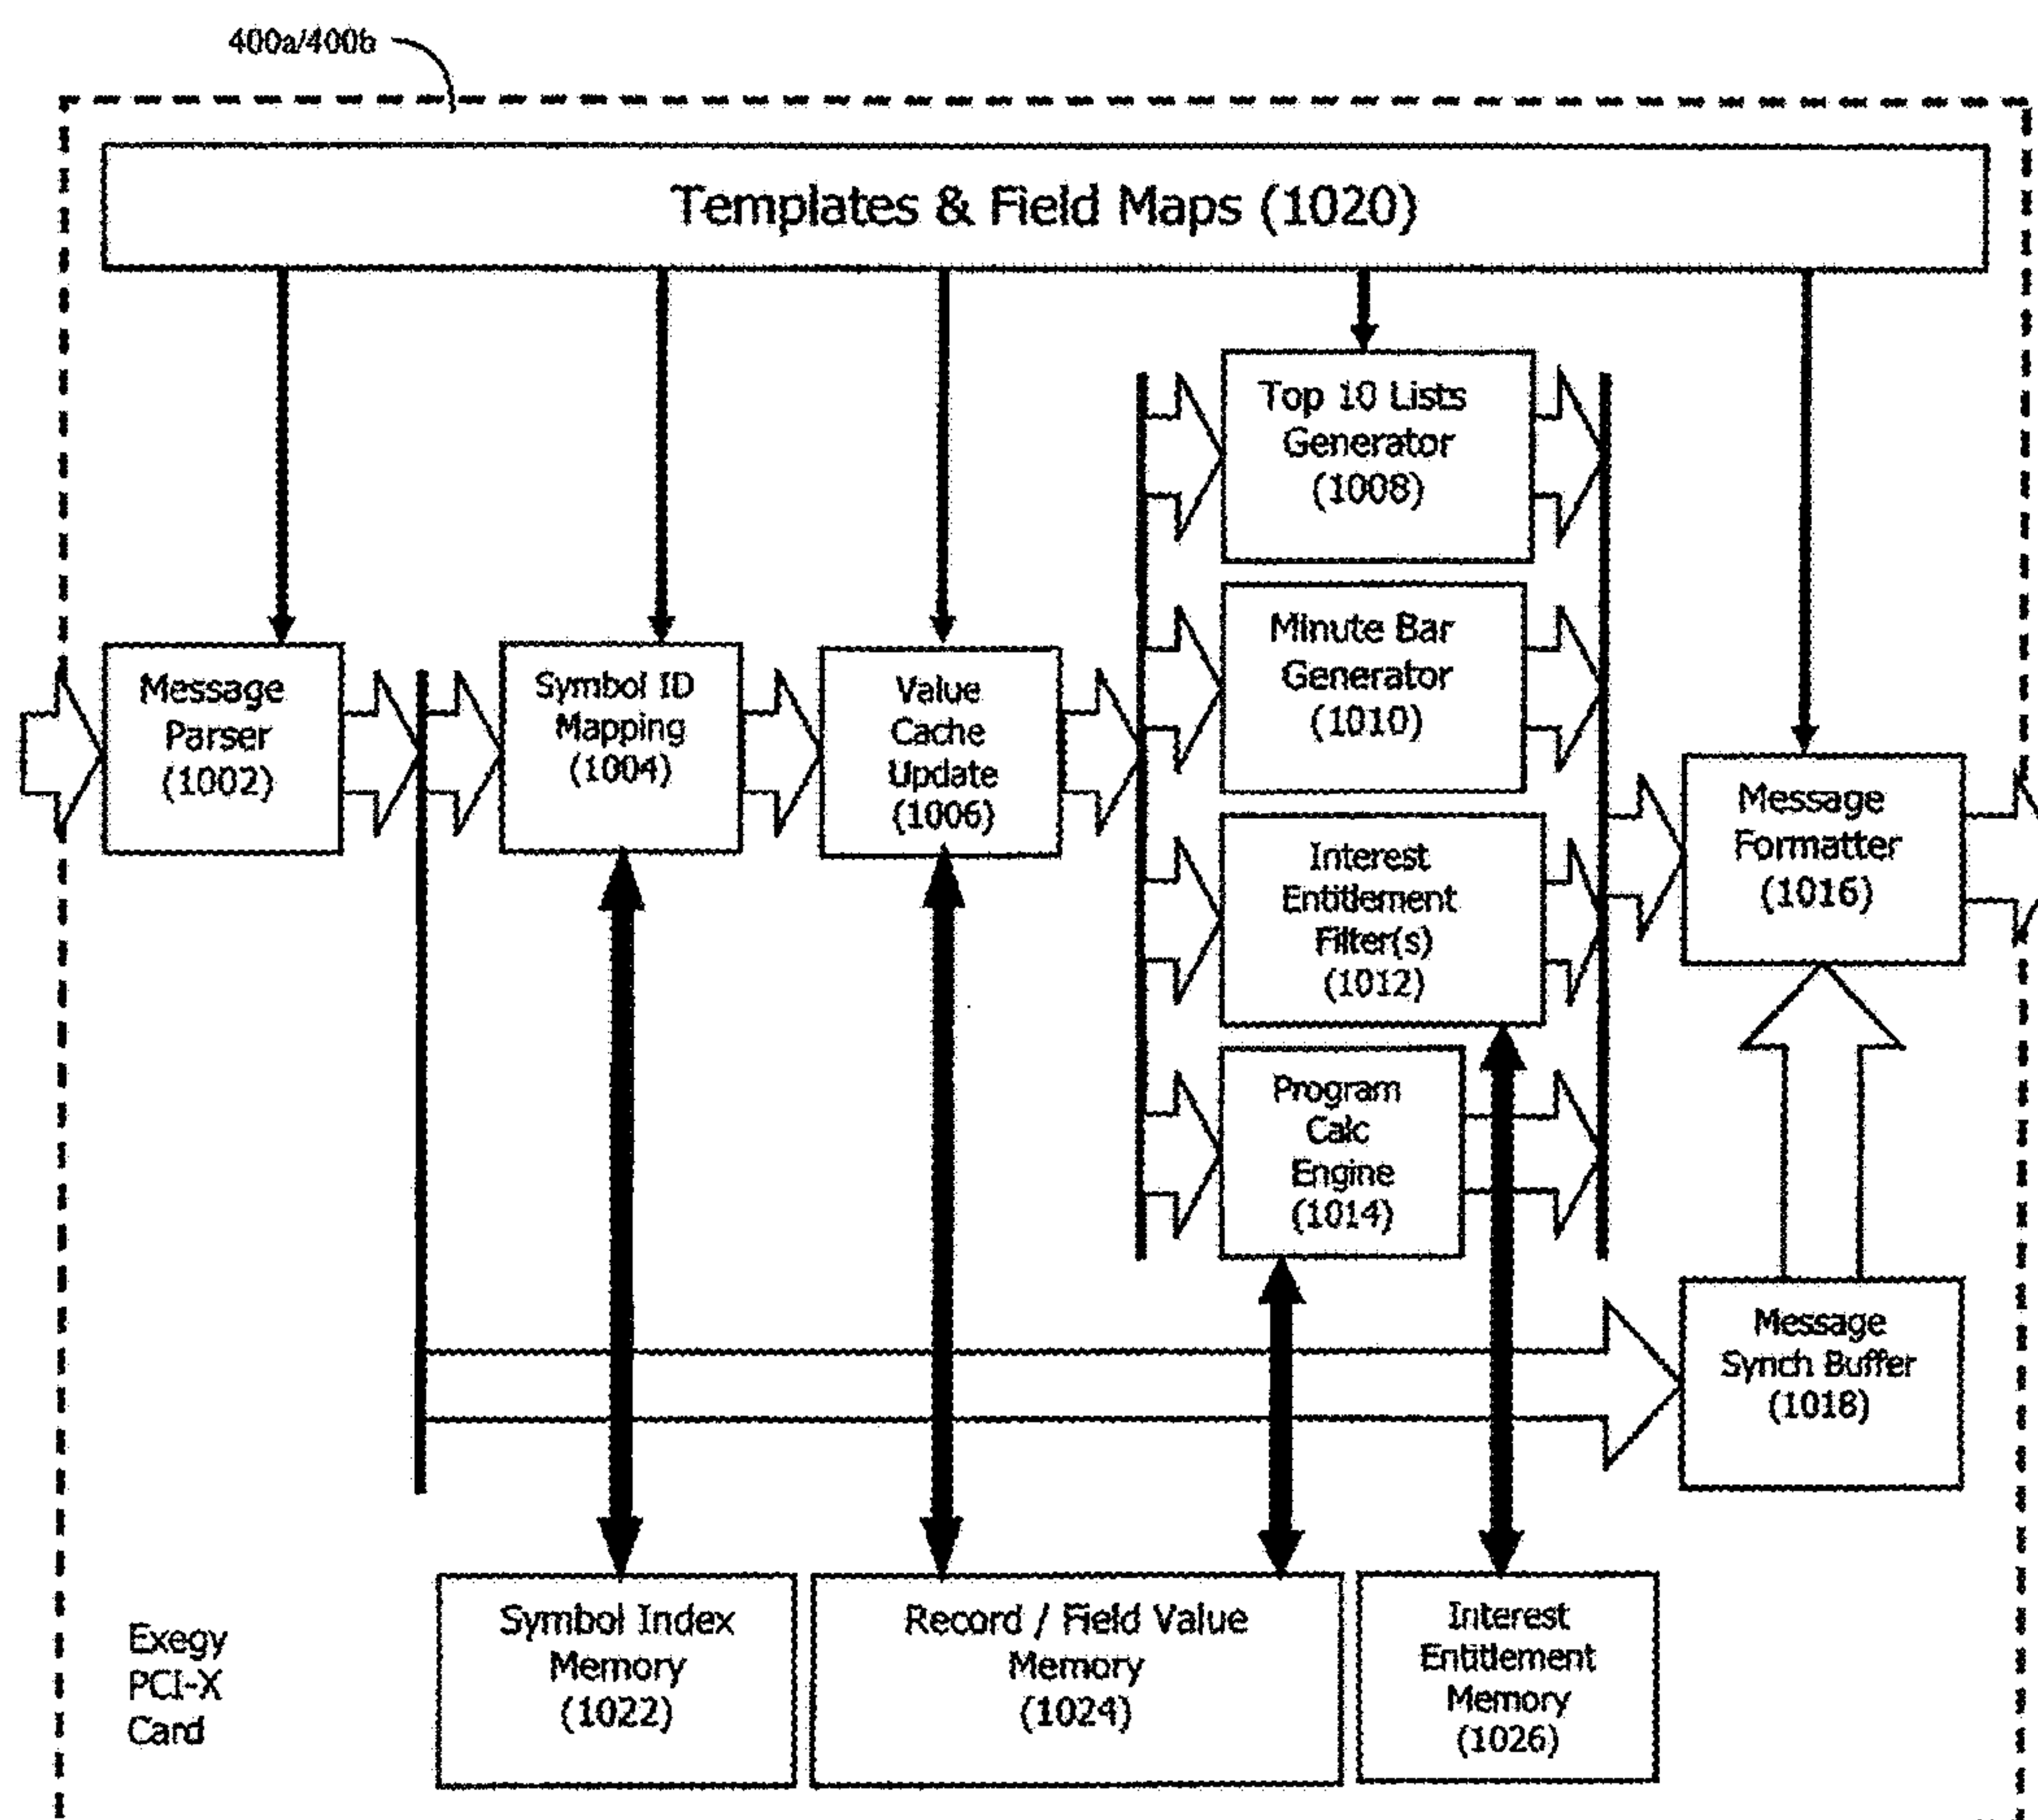 400a/400b
Templates & Field Maps (1020)
Top 10 Lists
Generator
(1008)
Message
Parser
(1002)
Symbol ID
Mapping
(1004)
Value
Cache
Update
(1006)
Minute Bar
Generator
(1010)
Interest
Entitlement
Filter(s)
(1012)
Program
Calc
Engine
(1014)
Message
Formatter
(1016)
Message
Synch Buffer
(1018)
Exegy
PCI-X
Card
Symbol Index
Memory
(1022)
Record / Field Value
Memory
(1024)
Interest
Entitlement
Memory
(1026)